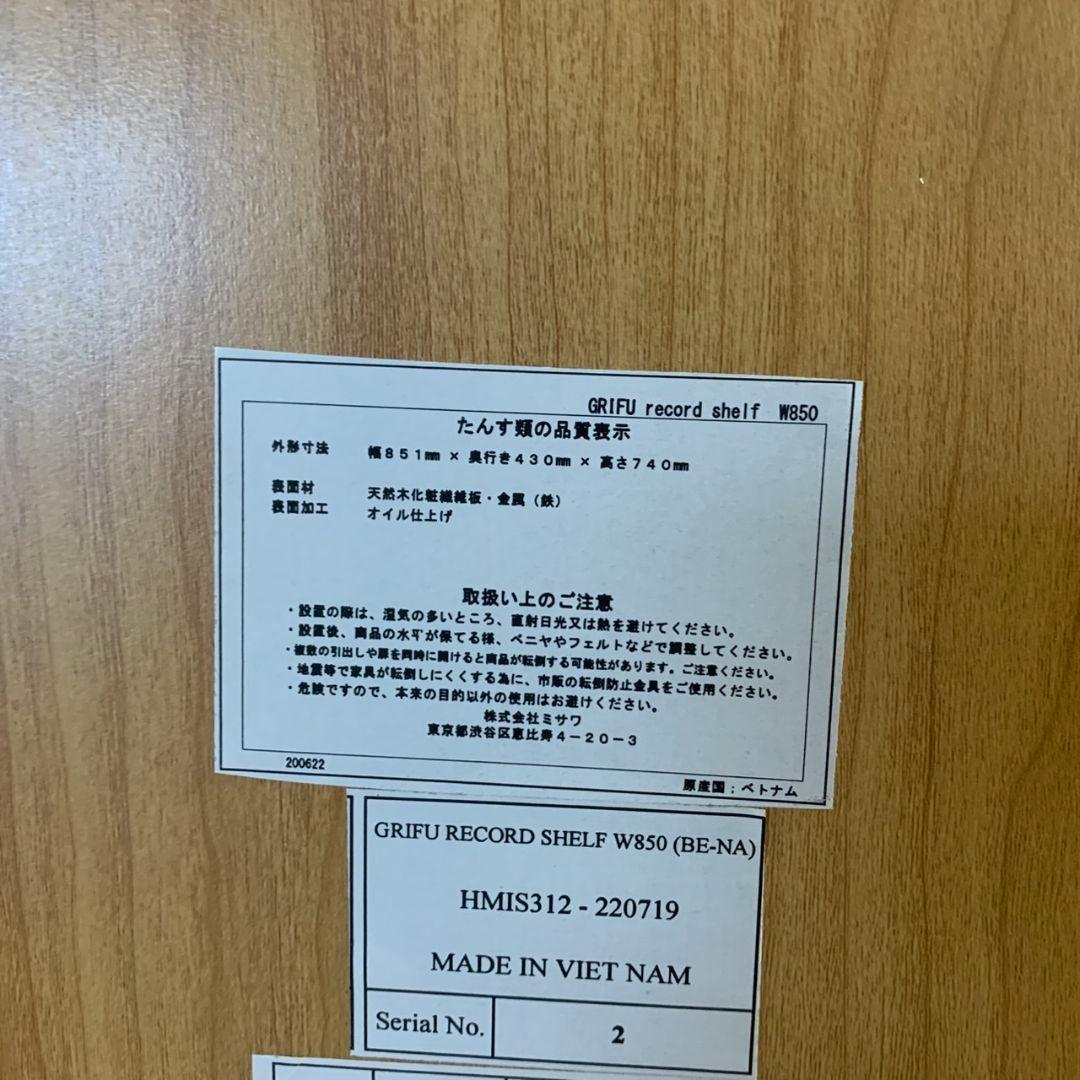 GRIFU record shelf W850
たんす類の品質表示
外形寸法 幅851mm × 奥行き430mm × 高さ740mm
表面材 天然木化粧繊維板・金属（鉄）
表面加工 オイル仕上げ
取扱い上のご注意
・設置の際は、湿気の多いところ、直射日光又は熱を避けてください。
・設置後、商品の水平が保てる様、ベニヤやフェルトなどで調整してください。
・複数の引出しや扉を同時に開けると商品が転倒する可能性があります。ご注意ください。
・地震等で家具が転倒しにくくする為に、市販の転倒防止金具をご使用ください。
・危険ですので、本来の目的以外の使用はお避けください。
株式会社ミサワ
東京都渋谷区恵比寿4－20－3
200622
原産国：ベトナム
GRIFU RECORD SHELF W850 (BE-NA)
HMIS312 - 220719
MADE IN VIET NAM
Serial No. 2